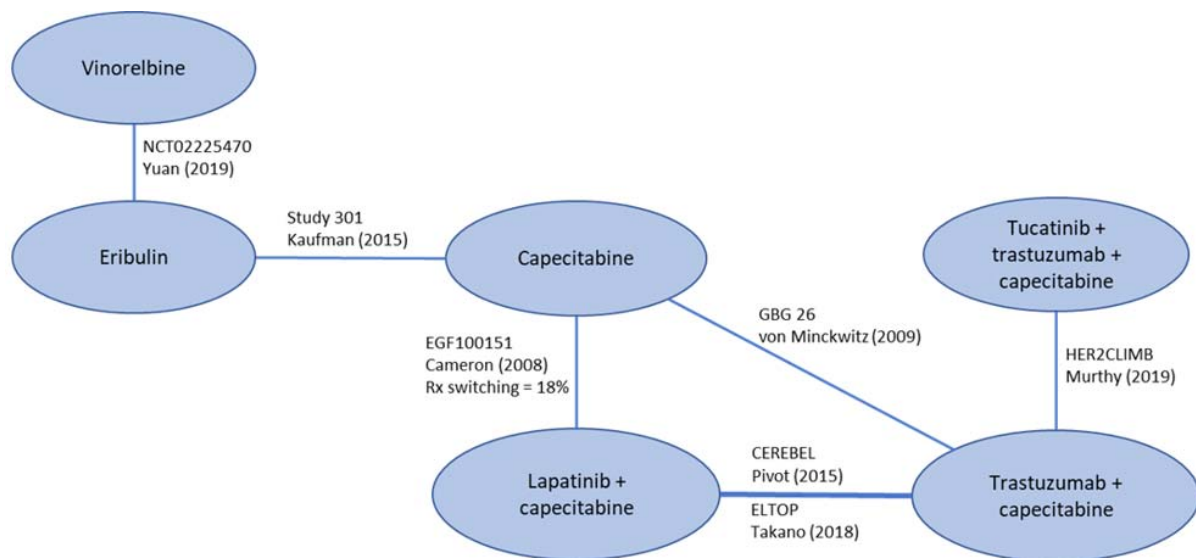 Vinorelbine
NCT02225470
Yuan (2019)
Eribulin
Study 301
Kaufman (2015)
Capecitabine
Tucatinib +
trastuzumab +
capecitabine
EGF100151
Cameron (2008)
Rx switching = 18%
GBG 26
von Minckwitz (2009)
HER2CLIMB
Murthy (2019)
Lapatinib +
capecitabine
CEREBEL
Pivot (2015)
ELTOP
Takano (2018)
Trastuzumab +
capecitabine